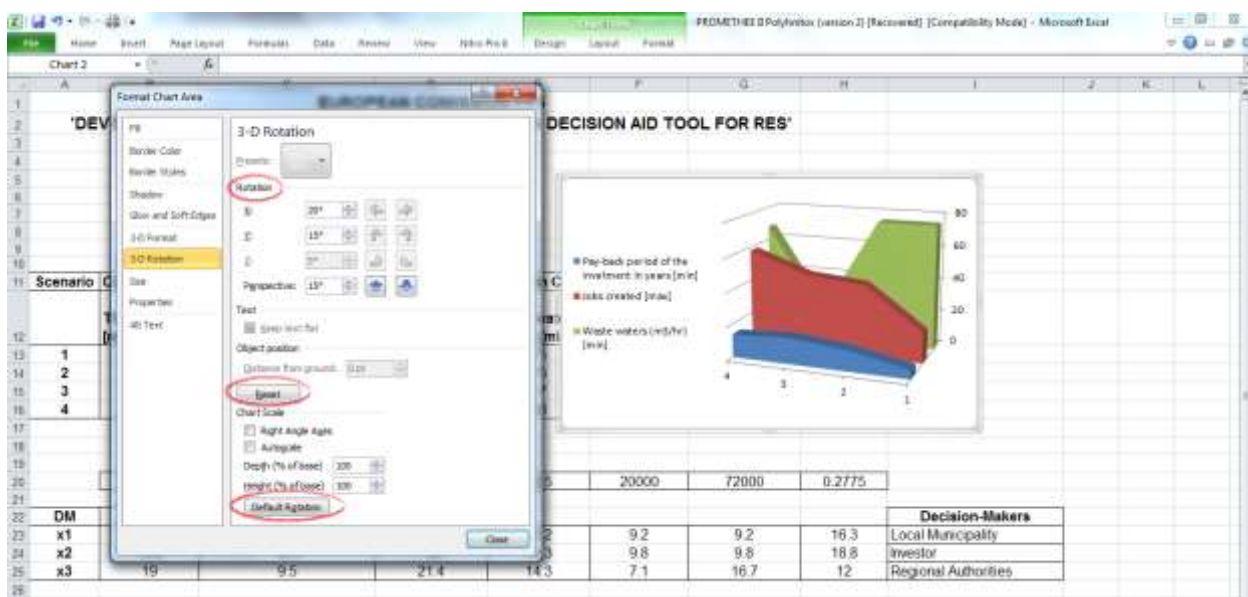 PROMETHEE II Polyfinitos (version 2) [Recovered] [Compatibility Mode] - Microsoft Excel
File Home Insert Page Layout Formulas Data Review View Nitro Pro 8 Design Layout Format
Chart 2 fx
A F G H I J K L
Format Chart Area
'DEV DECISION AID TOOL FOR RES'
Fill
Border Color
Border Styles
Shadow
Glow and Soft Edges
3-D Format
3-D Rotation
Size
Properties
Alt Text
3-D Rotation
Presets:
Rotation
X: 20°
Y: 15°
Perspective: 15°
Text
Keep text flat
Object position
Distance from ground:
Reset
Chart Scale
Right Angle Axes
Autoscale
Depth (% of base) 100
Height (% of base) 100
Default Rotation
Close
Pay-back period of the
investment in years [min]
Jobs created [max]
Waste waters (m3/hr)
[min]
80
60
40
20
0
4 3 2 1
Scenario
1
2
3
4
20000 72000 0.2775
DM Decision-Makers
x1 9.2 9.2 16.3 Local Municipality
x2 9.8 9.8 18.8 Investor
x3 19 9.5 21.4 14.3 7.1 16.7 12 Regional Authorities